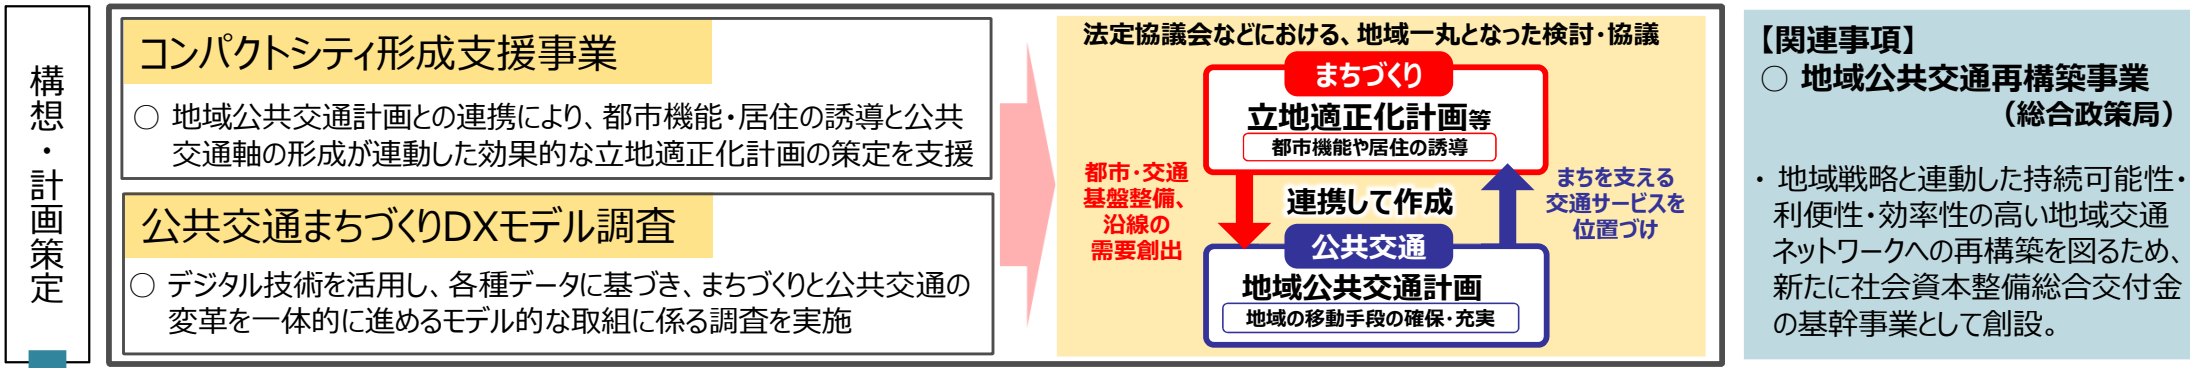 構想・計画策定
コンパクトシティ形成支援事業
○ 地域公共交通計画との連携により、都市機能・居住の誘導と公共
交通軸の形成が連動した効果的な立地適正化計画の策定を支援
公共交通まちづくりDXモデル調査
○ デジタル技術を活用し、各種データに基づき、まちづくりと公共交通の
変革を一体的に進めるモデル的な取組に係る調査を実施
法定協議会などにおける、地域一丸となった検討・協議
まちづくり
立地適正化計画等
都市機能や居住の誘導
都市・交通
基盤整備、
沿線の
需要創出
連携して作成
まちを支える
交通サービスを
位置づけ
公共交通
地域公共交通計画
地域の移動手段の確保・充実
【関連事項】
○ 地域公共交通再構築事業
（総合政策局）
・ 地域戦略と連動した持続可能性・
利便性・効率性の高い地域交通
ネットワークへの再構築を図るため、
新たに社会資本整備総合交付金
の基幹事業として創設。